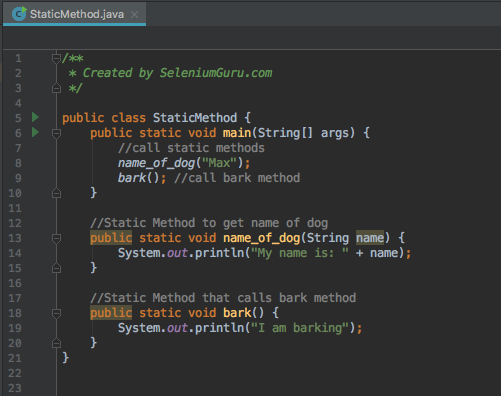 StaticMethod.java
1 /**
2  * Created by SeleniumGuru.com
3  */
4
5 public class StaticMethod {
6     public static void main(String[] args) {
7         //call static methods
8         name_of_dog("Max");
9         bark(); //call bark method
10     }
11
12     //Static Method to get name of dog
13     public static void name_of_dog(String name) {
14         System.out.println("My name is: " + name);
15     }
16
17     //Static Method that calls bark method
18     public static void bark() {
19         System.out.println("I am barking");
20     }
21 }
22
23